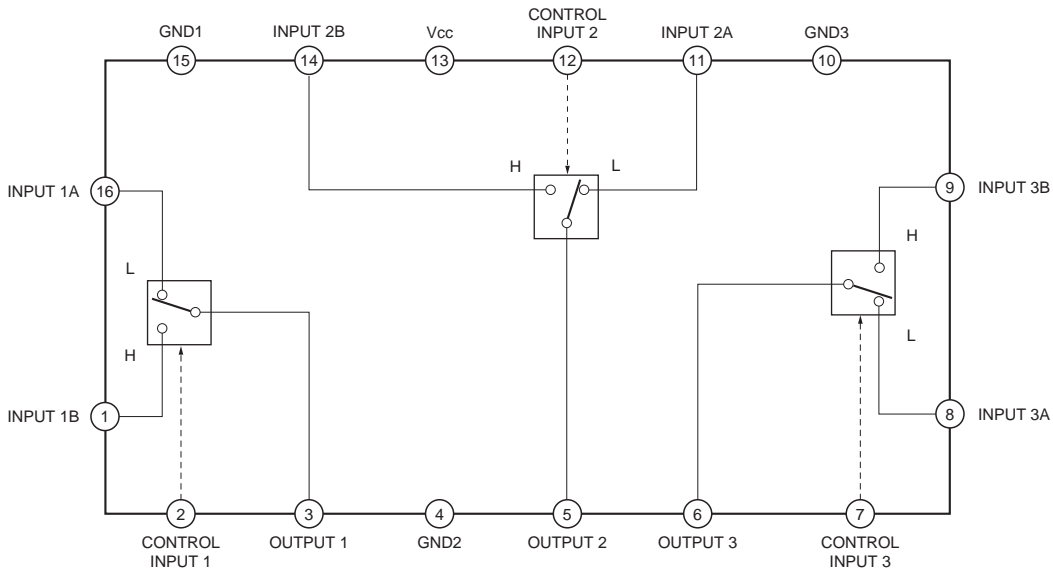 CONTROL
INPUT 2
GND1
INPUT 2B
Vcc
INPUT 2A
GND3
15
14
13
12
11
10
H
L
INPUT 1A
16
9
INPUT 3B
H
L
L
H
INPUT 1B
1
8
INPUT 3A
2
3
4
5
6
7
CONTROL
INPUT 1
OUTPUT 1
GND2
OUTPUT 2
OUTPUT 3
CONTROL
INPUT 3